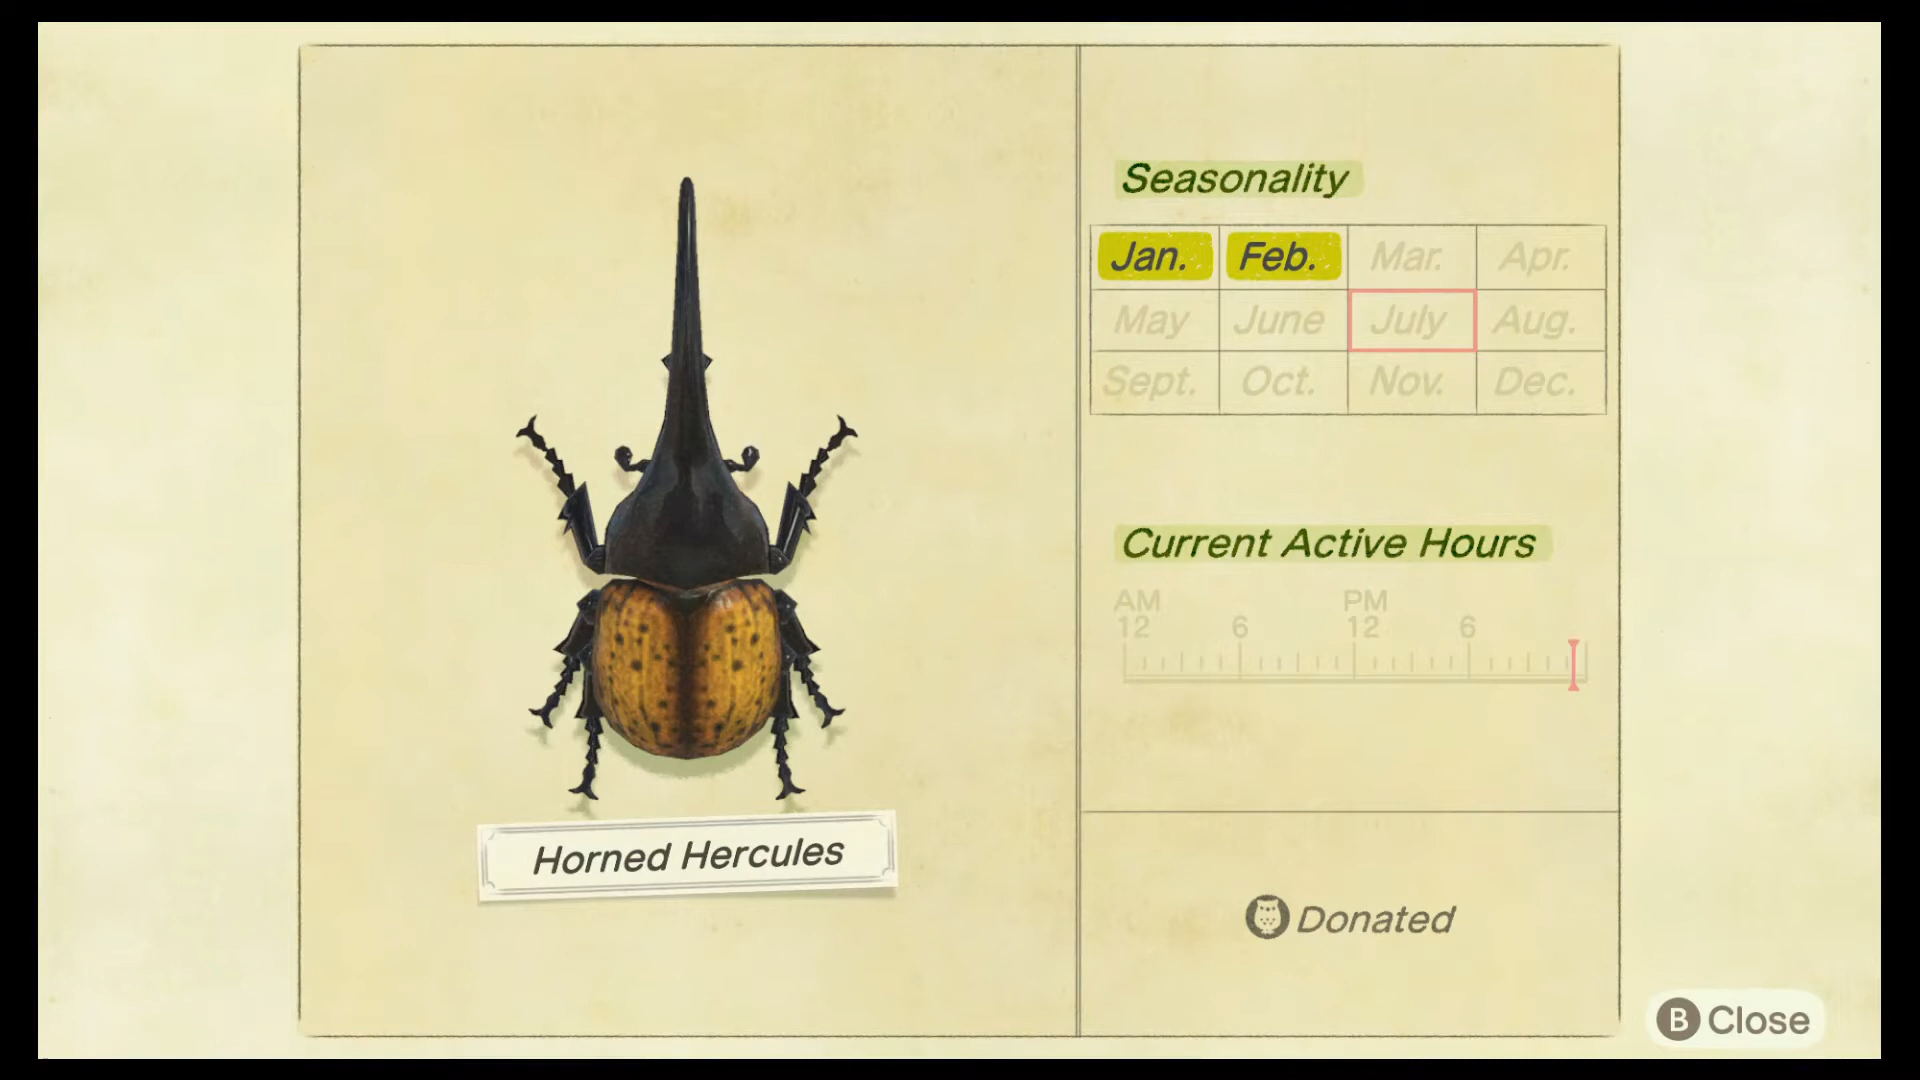 Seasonality
Jan. Feb. Mar. Apr.
May June July Aug.
Sept. Oct. Nov. Dec.
Current Active Hours
AM PM
12 6 12 6
Horned Hercules
Donated
B Close